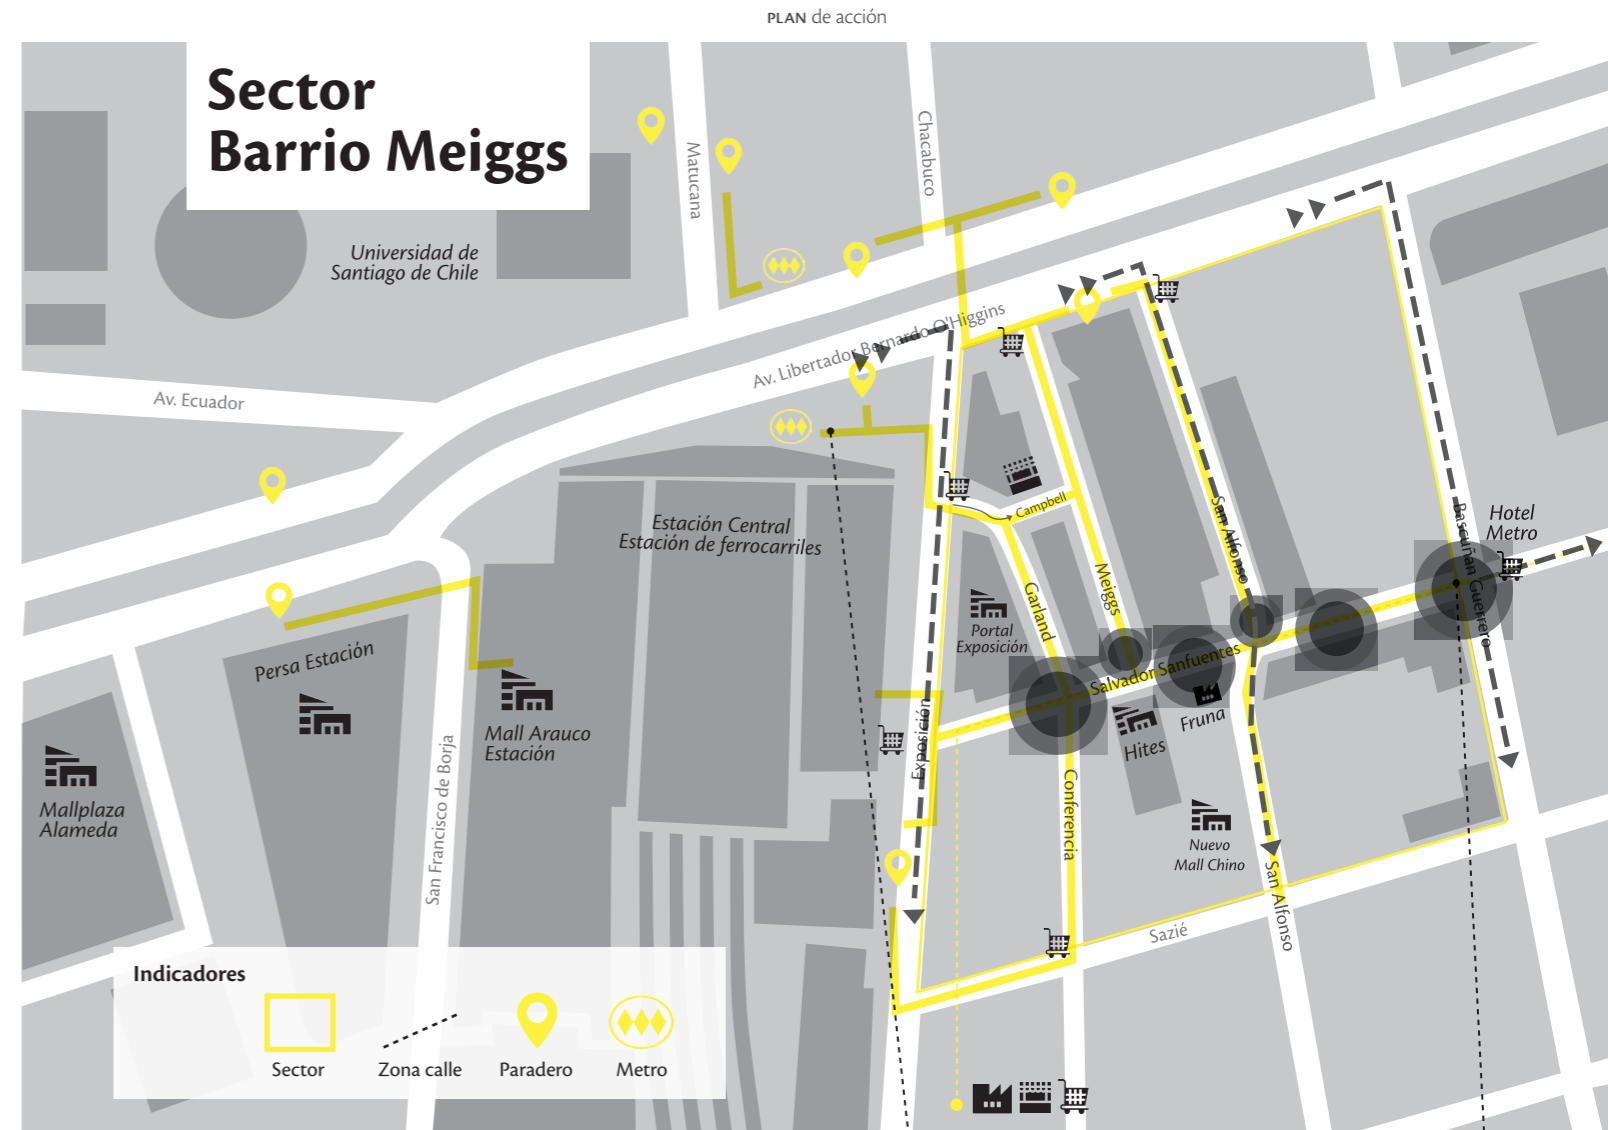 PLAN de acción
Sector
Barrio Meiggs
Matucana
Chacabuco
Universidad de
Santiago de Chile
Av. Libertador Bernardo O'Higgins
Av. Ecuador
Campbell
Hotel
Metro
San Alfonso
Bascuñan Guerrero
Estación Central
Estación de ferrocarriles
Meiggs
Garland
Portal
Exposición
Persa Estación
Salvador Sanfuentes
Fruna
Hites
Mall Arauco
Estación
Exposición
San Francisco de Borja
Conferencia
Mallplaza
Alameda
Nuevo
Mall Chino
San Alfonso
Sazié
Indicadores
Sector
Zona calle
Paradero
Metro